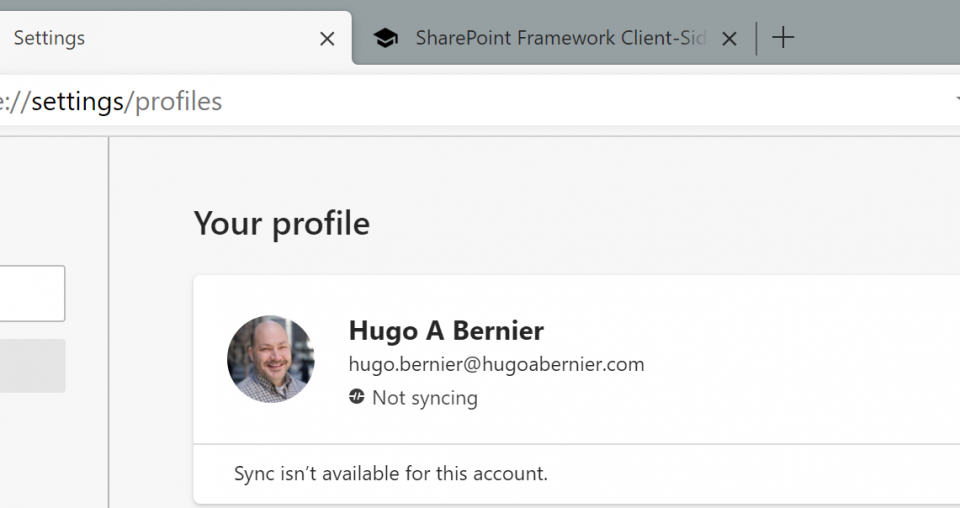 Settings
SharePoint Framework Client-Sid
e://settings/profiles
Your profile
Hugo A Bernier
hugo.bernier@hugoabernier.com
Not syncing
Sync isn’t available for this account.